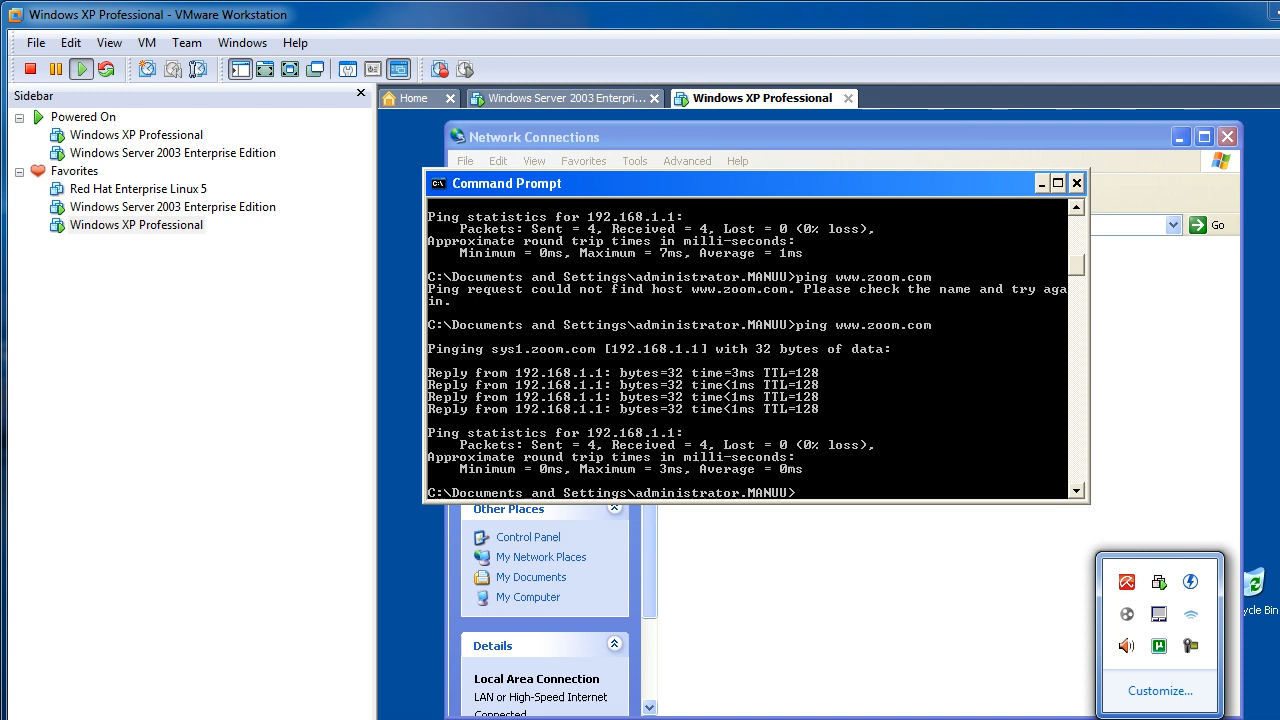 Windows XP Professional - VMware Workstation
File Edit View VM Team Windows Help
Sidebar
Powered On
Windows XP Professional
Windows Server 2003 Enterprise Edition
Favorites
Red Hat Enterprise Linux 5
Windows Server 2003 Enterprise Edition
Windows XP Professional
Home Windows Server 2003 Enterpri... Windows XP Professional
Network Connections
File Edit View Favorites Tools Advanced Help
Go
Command Prompt
Ping statistics for 192.168.1.1:
Packets: Sent = 4, Received = 4, Lost = 0 (0% loss),
Approximate round trip times in milli-seconds:
Minimum = 0ms, Maximum = 7ms, Average = 1ms
C:\Documents and Settings\administrator.MANUU>ping www.zoom.com
Ping request could not find host www.zoom.com. Please check the name and try aga
in.
C:\Documents and Settings\administrator.MANUU>ping www.zoom.com
Pinging sys1.zoom.com [192.168.1.1] with 32 bytes of data:
Reply from 192.168.1.1: bytes=32 time=3ms TTL=128
Reply from 192.168.1.1: bytes=32 time<1ms TTL=128
Reply from 192.168.1.1: bytes=32 time<1ms TTL=128
Reply from 192.168.1.1: bytes=32 time<1ms TTL=128
Ping statistics for 192.168.1.1:
Packets: Sent = 4, Received = 4, Lost = 0 (0% loss),
Approximate round trip times in milli-seconds:
Minimum = 0ms, Maximum = 3ms, Average = 0ms
C:\Documents and Settings\administrator.MANUU>
Other Places
Control Panel
My Network Places
My Documents
My Computer
Details
Local Area Connection
LAN or High-Speed Internet
Connected
ycle Bin
Customize...